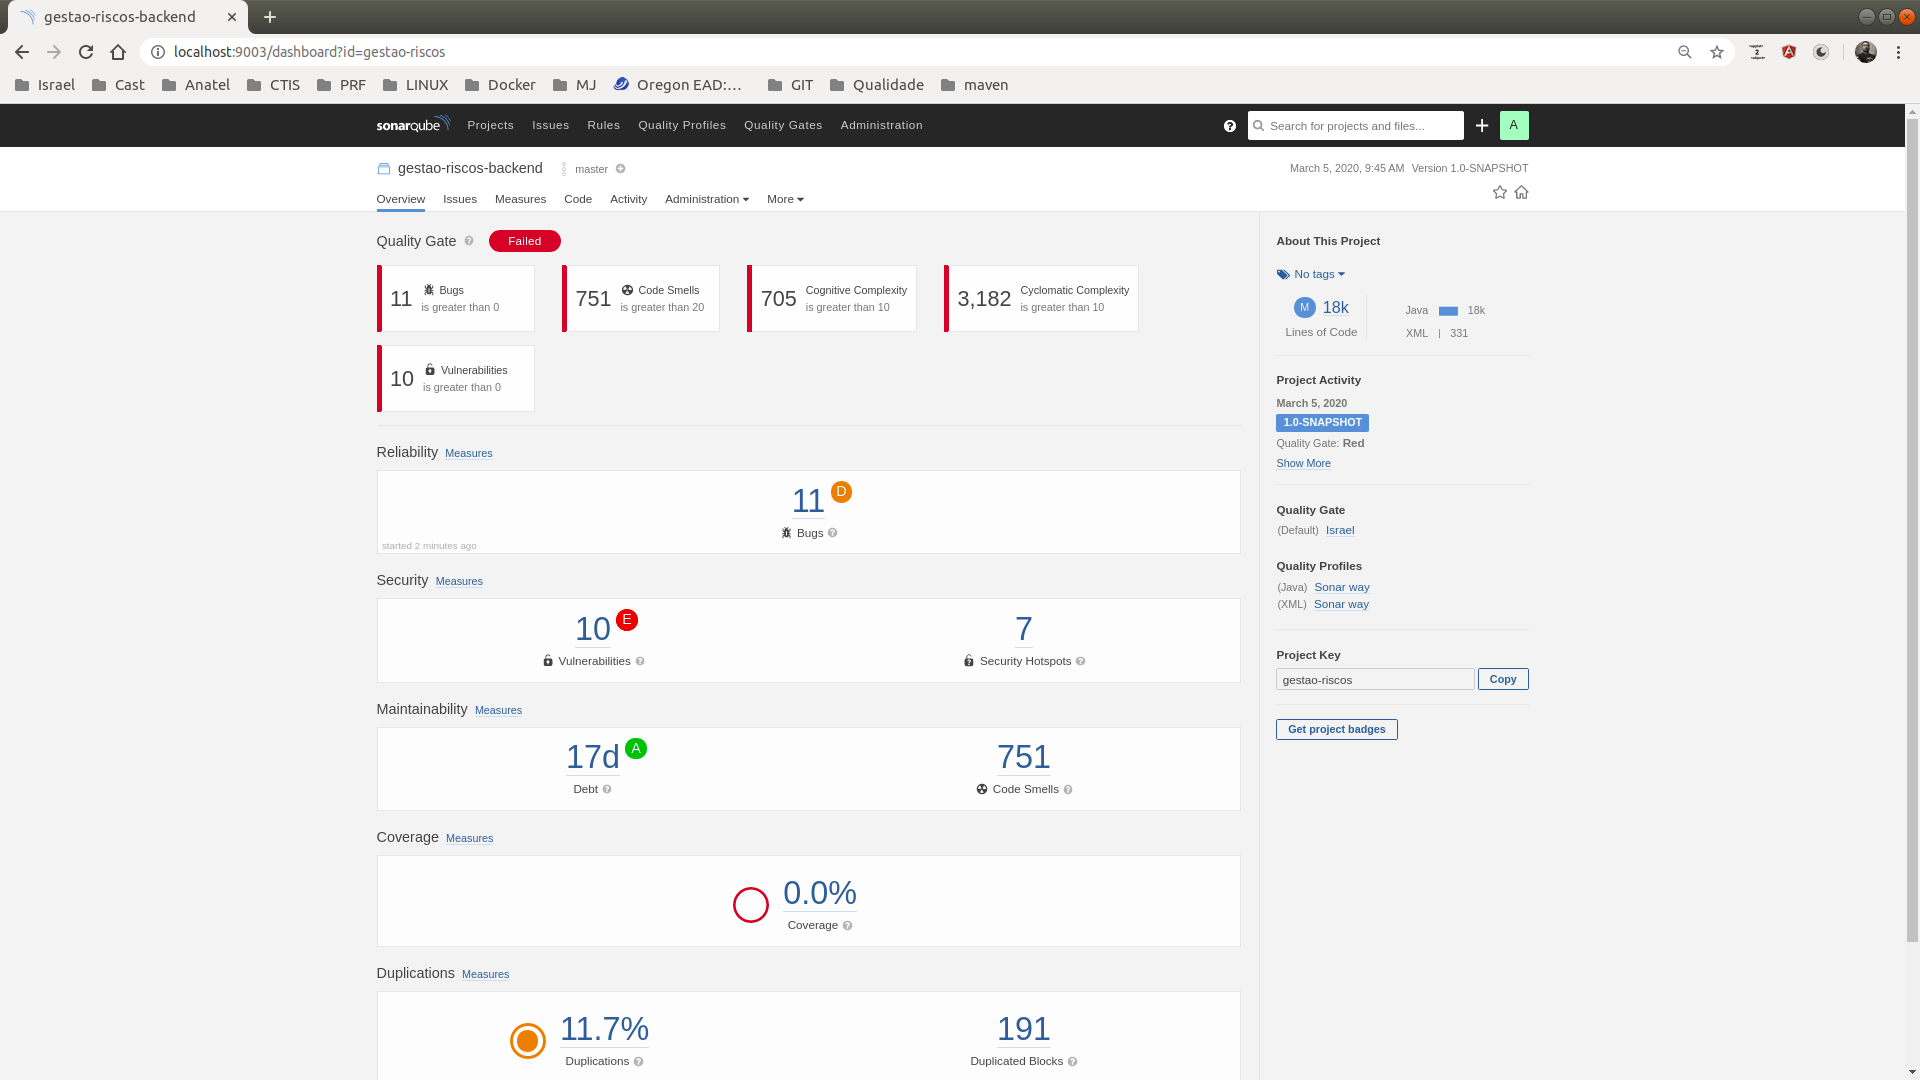 gestao-riscos-backend
localhost:9003/dashboard?id=gestao-riscos
Israel Cast Anatel CTIS PRF LINUX Docker MJ Oregon EAD:... GIT Qualidade maven
sonarqube Projects Issues Rules Quality Profiles Quality Gates Administration Search for projects and files... A
gestao-riscos-backend master March 5, 2020, 9:45 AM Version 1.0-SNAPSHOT
Overview Issues Measures Code Activity Administration More
Quality Gate Failed
11 Bugs
is greater than 0
751 Code Smells
is greater than 20
705 Cognitive Complexity
is greater than 10
3,182 Cyclomatic Complexity
is greater than 10
10 Vulnerabilities
is greater than 0
Reliability Measures
11 D
Bugs
started 2 minutes ago
Security Measures
10 E
Vulnerabilities
7
Security Hotspots
Maintainability Measures
17d A
Debt
751
Code Smells
Coverage Measures
0.0%
Coverage
Duplications Measures
11.7%
Duplications
191
Duplicated Blocks
About This Project
No tags
M 18k
Lines of Code
Java 18k
XML 331
Project Activity
March 5, 2020
1.0-SNAPSHOT
Quality Gate: Red
Show More
Quality Gate
(Default) Israel
Quality Profiles
(Java) Sonar way
(XML) Sonar way
Project Key
gestao-riscos Copy
Get project badges